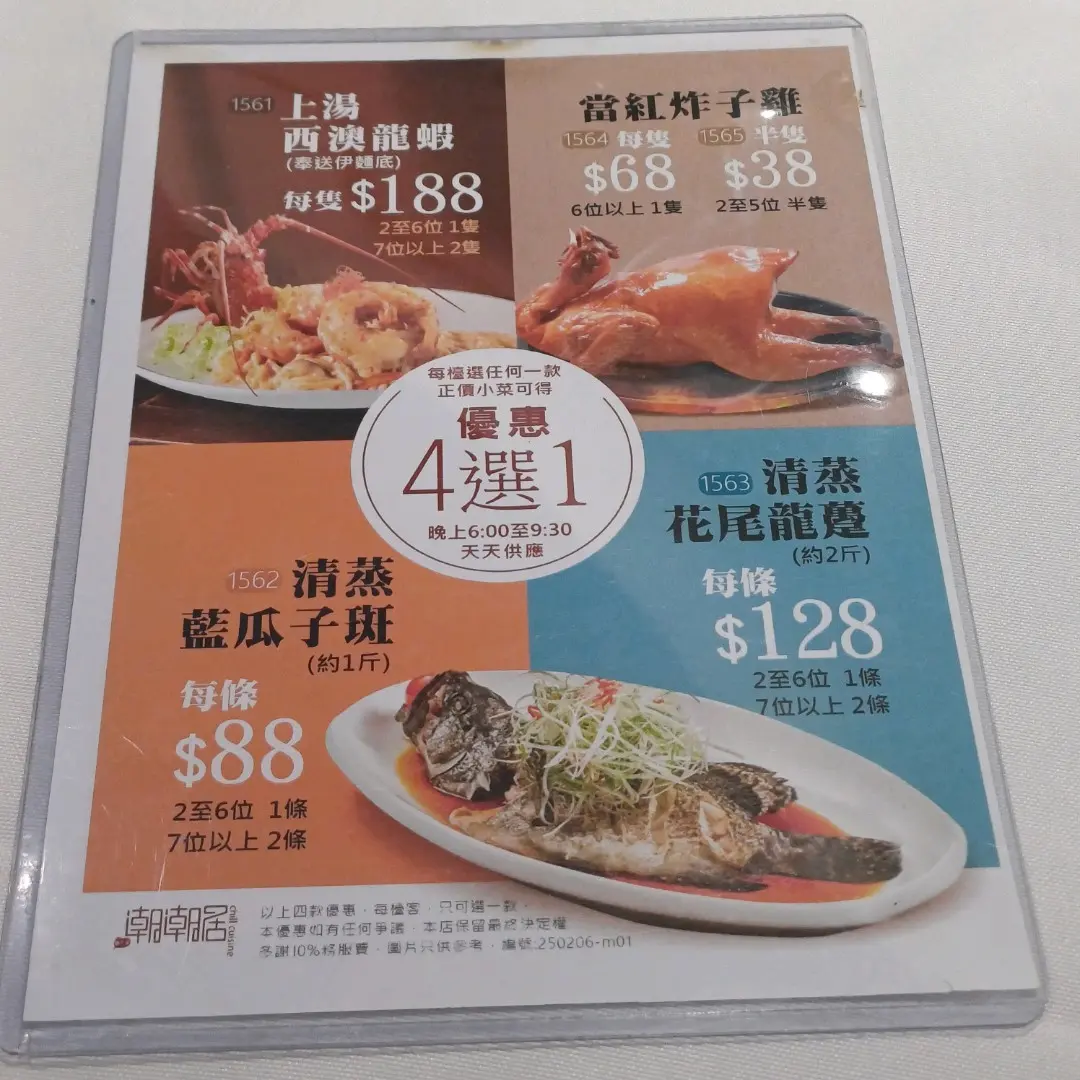 1561 上湯
西澳龍蝦
(奉送伊麵底)
每隻 $188
2至6位 1隻
7位以上 2隻
當紅炸子雞
1564 每隻 1565 半隻
$68 $38
6位以上 1隻 2至5位 半隻
每檯選任何一款
正價小菜可得
優惠
4選1
晚上6:00至9:30
天天供應
1562 清蒸
藍瓜子斑
(約1斤)
每條
$88
2至6位 1條
7位以上 2條
1563 清蒸
花尾龍躉
(約2斤)
每條
$128
2至6位 1條
7位以上 2條
潮潮居
Chill Cuisine
以上四款優惠，每檯客，只可選一款，
本優惠如有任何爭議，本店保留最終決定權
多謝10%務服費，圖片只供參考，編號:250206-m01